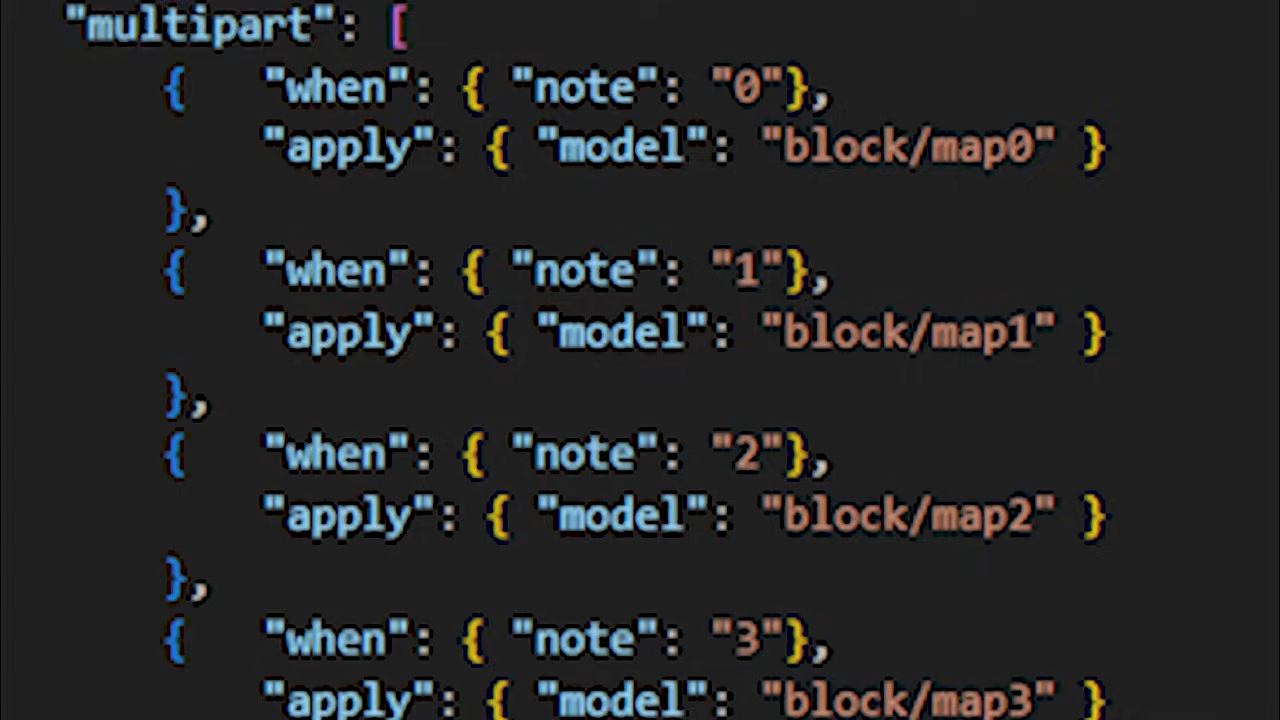 "multipart": [
{ "when": { "note": "0"},
"apply": { "model": "block/map0" }
},
{ "when": { "note": "1"},
"apply": { "model": "block/map1" }
},
{ "when": { "note": "2"},
"apply": { "model": "block/map2" }
},
{ "when": { "note": "3"},
"apply": { "model": "block/map3" }